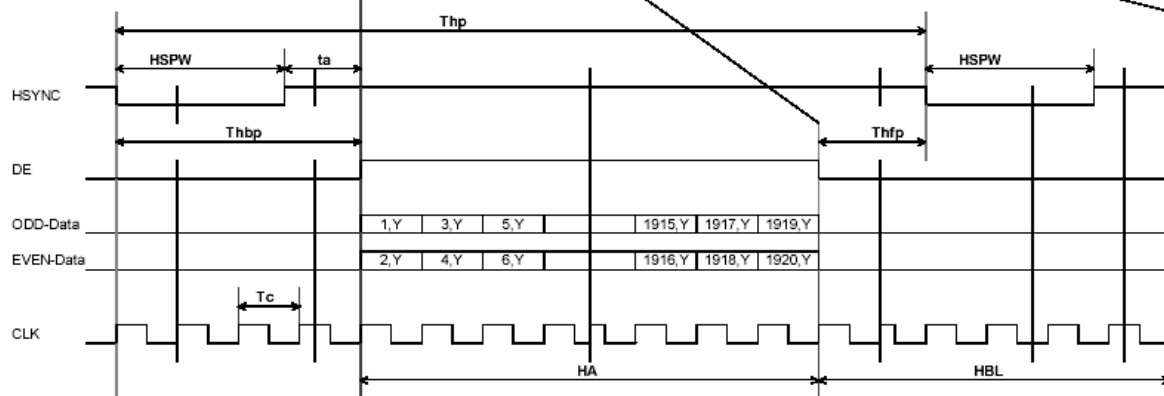 Thp
HSPW ta HSPW
HSYNC
Thbp Thfp
DE
ODD-Data 1,Y 3,Y 5,Y 1915,Y 1917,Y 1919,Y
EVEN-Data 2,Y 4,Y 6,Y 1916,Y 1918,Y 1920,Y
Tc
CLK
HA HBL